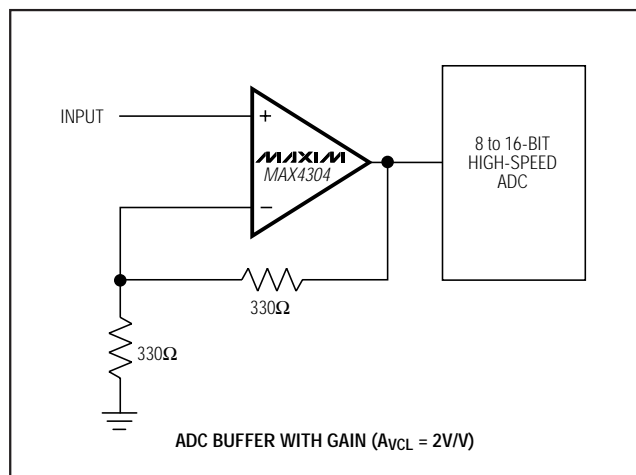 INPUT
+
MAXIM
MAX4304
−
8 to 16-BIT
HIGH-SPEED
ADC
330Ω
330Ω
ADC BUFFER WITH GAIN (AVCL = 2V/V)